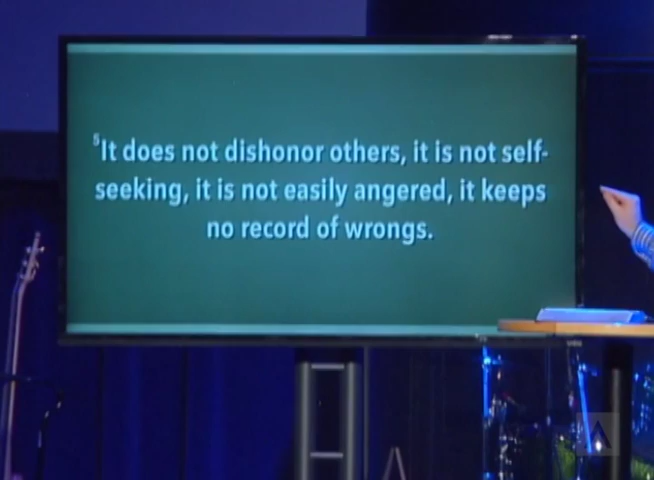 ⁵It does not dishonor others, it is not self-
seeking, it is not easily angered, it keeps
no record of wrongs.